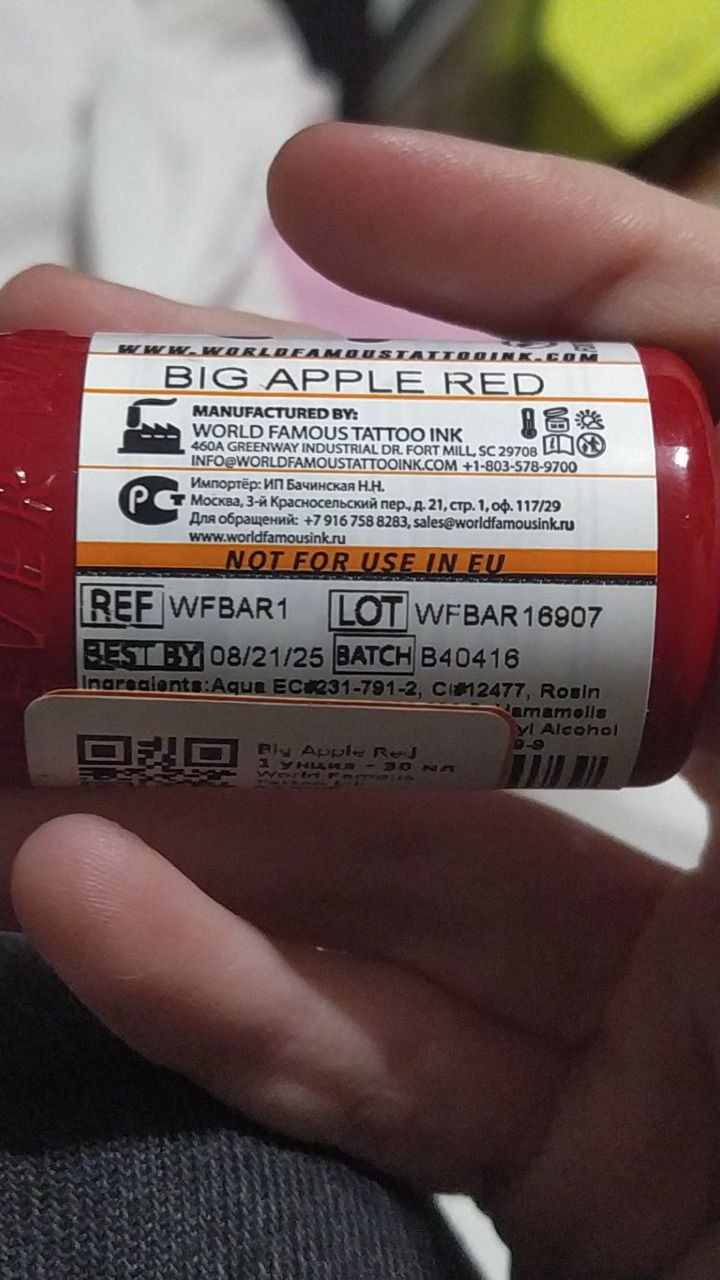 WWW.WORLDFAMOUSTATTOOINK.COM
BIG APPLE RED
MANUFACTURED BY:
WORLD FAMOUS TATTOO INK
460A GREENWAY INDUSTRIAL DR. FORT MILL, SC 29708
INFO@WORLDFAMOUSTATTOOINK.COM +1-803-578-9700
Импортёр: ИП Бачинская Н.Н.
Москва, 3-й Красносельский пер., д. 21, стр. 1, оф. 117/29
Для обращений: +7 916 758 8283, sales@worldfamousink.ru
www.worldfamousink.ru
NOT FOR USE IN EU
REF WFBAR1 LOT WFBAR16907
BEST BY 08/21/25 BATCH B40416
Ingredients: Aqua EC#231-791-2, CI#12477, Rosin
Hamamelis
Alcohol
Big Apple Red
1 унция - 30 мл
World Famous